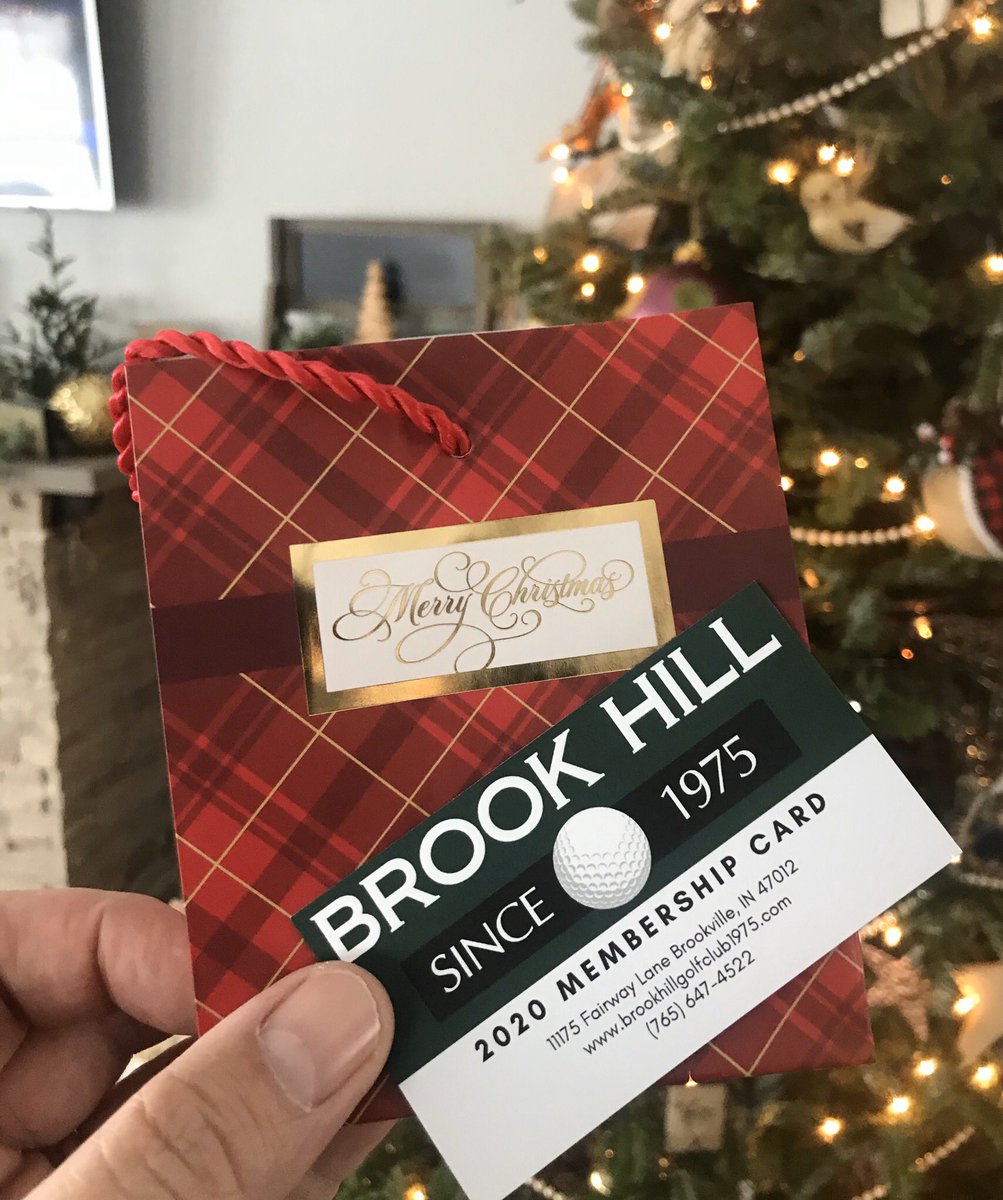 Merry Christmas
BROOK HILL
SINCE 1975
2020 MEMBERSHIP CARD
11175 Fairway Lane Brookville, IN 47012
www.brookhillgolfclub1975.com
(765) 647-4522